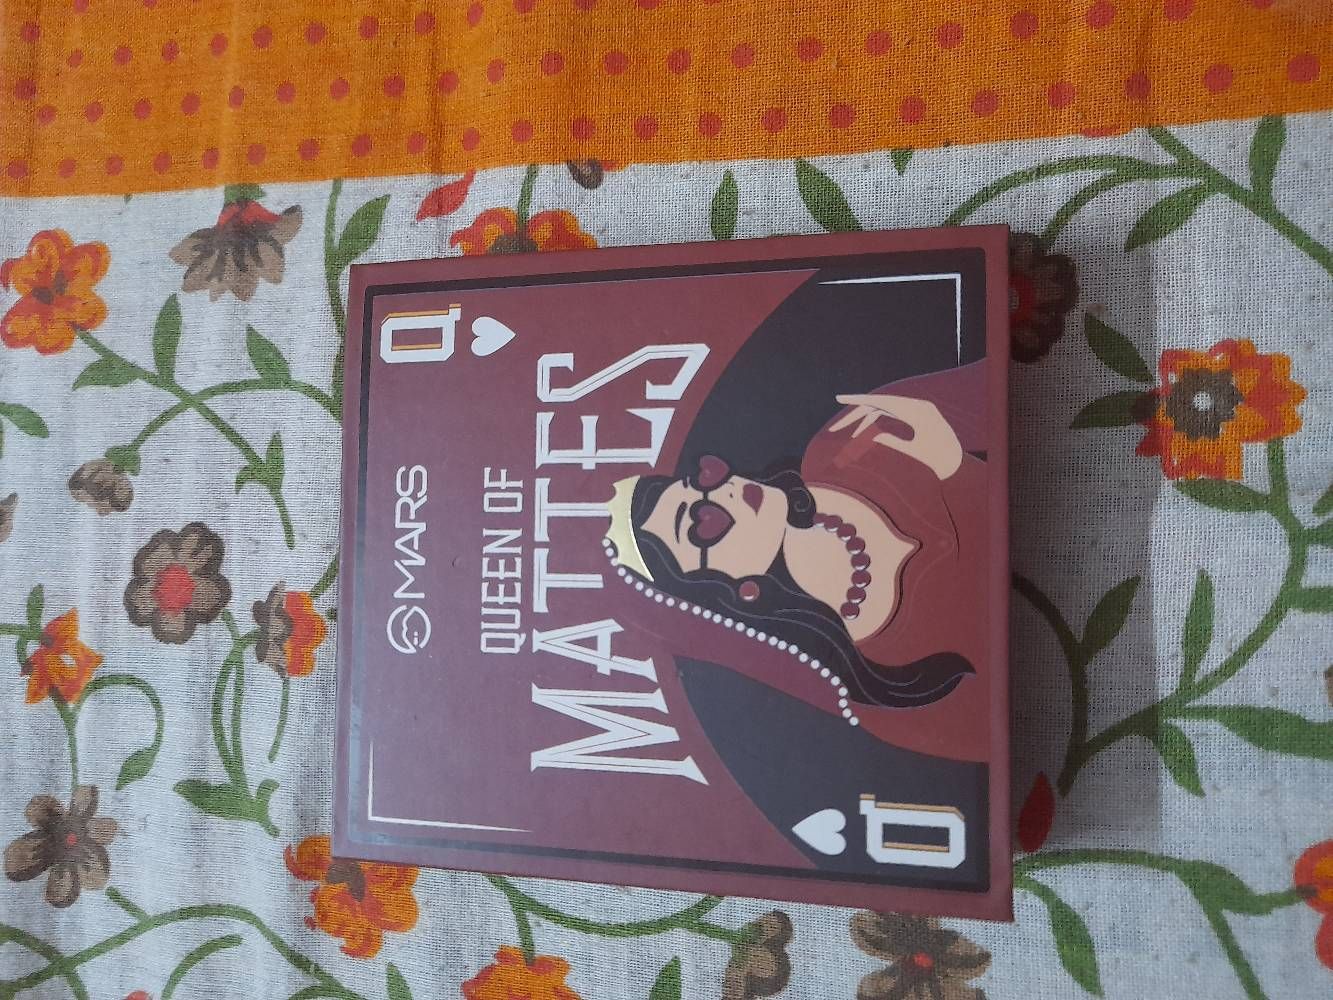 Q
MARS
QUEEN OF
MATTES
Q